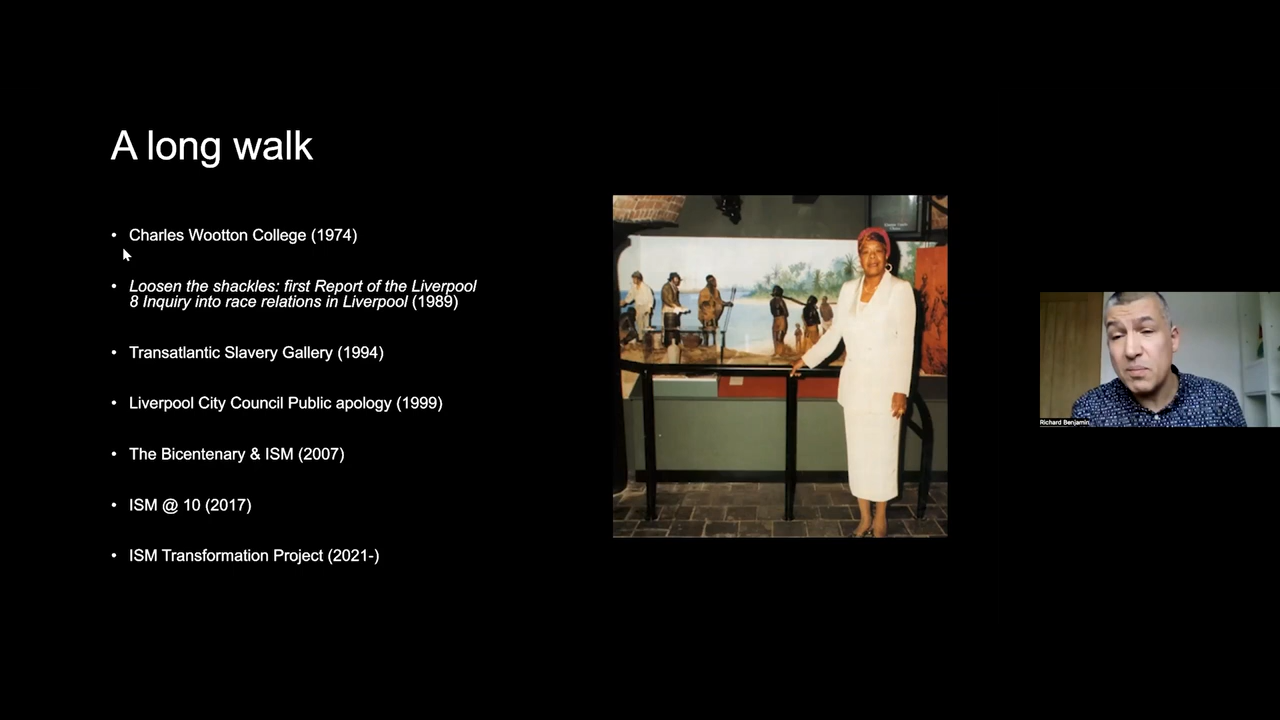 A long walk
• Charles Wootton College (1974)
• Loosen the shackles: first Report of the Liverpool
8 Inquiry into race relations in Liverpool (1989)
• Transatlantic Slavery Gallery (1994)
• Liverpool City Council Public apology (1999)
• The Bicentenary & ISM (2007)
• ISM @ 10 (2017)
• ISM Transformation Project (2021-)
Richard Benjamin